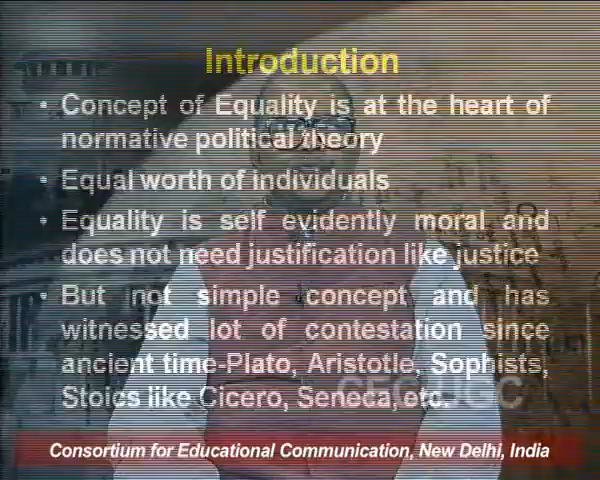 Introduction
• Concept of Equality is at the heart of
normative political theory
• Equal worth of individuals
• Equality is self evidently moral and
does not need justification like justice
• But not simple concept and has
witnessed lot of contestation since
ancient time-Plato, Aristotle, Sophists,
Stoics like Cicero, Seneca, etc.
CEC-UGC
Consortium for Educational Communication, New Delhi, India